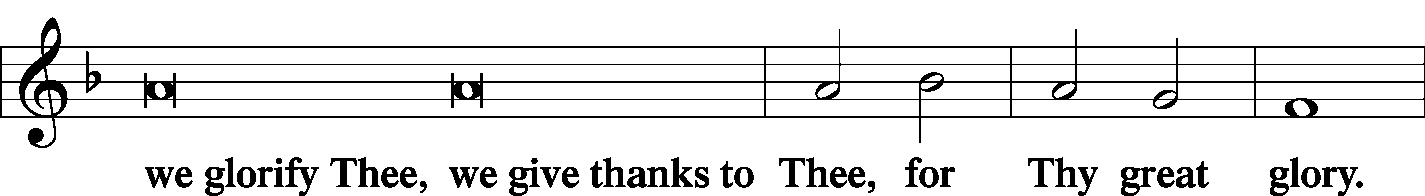 we glorify Thee, we give thanks to Thee, for Thy great glory.